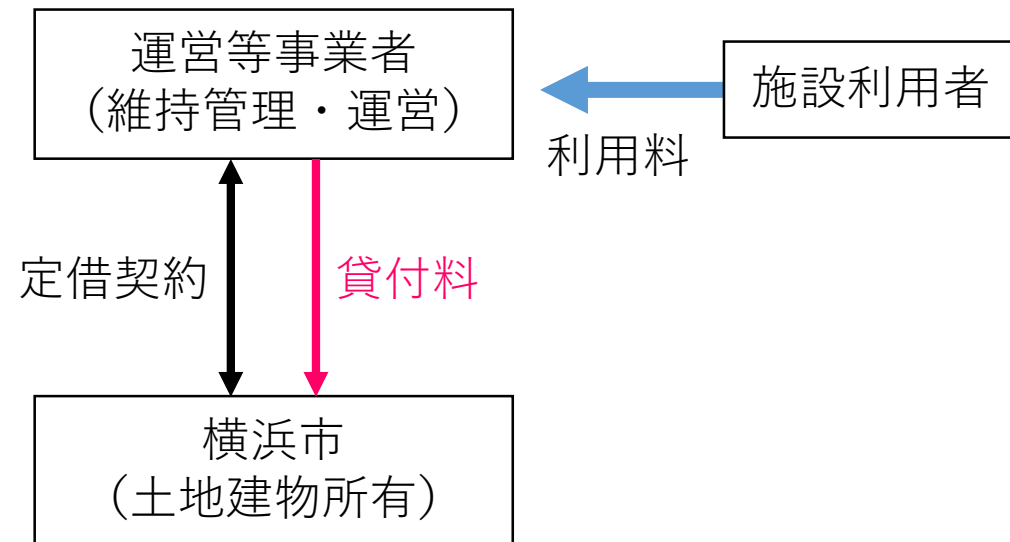 運営等事業者
（維持管理・運営）
施設利用者
利用料
定借契約
貸付料
横浜市
（土地建物所有）